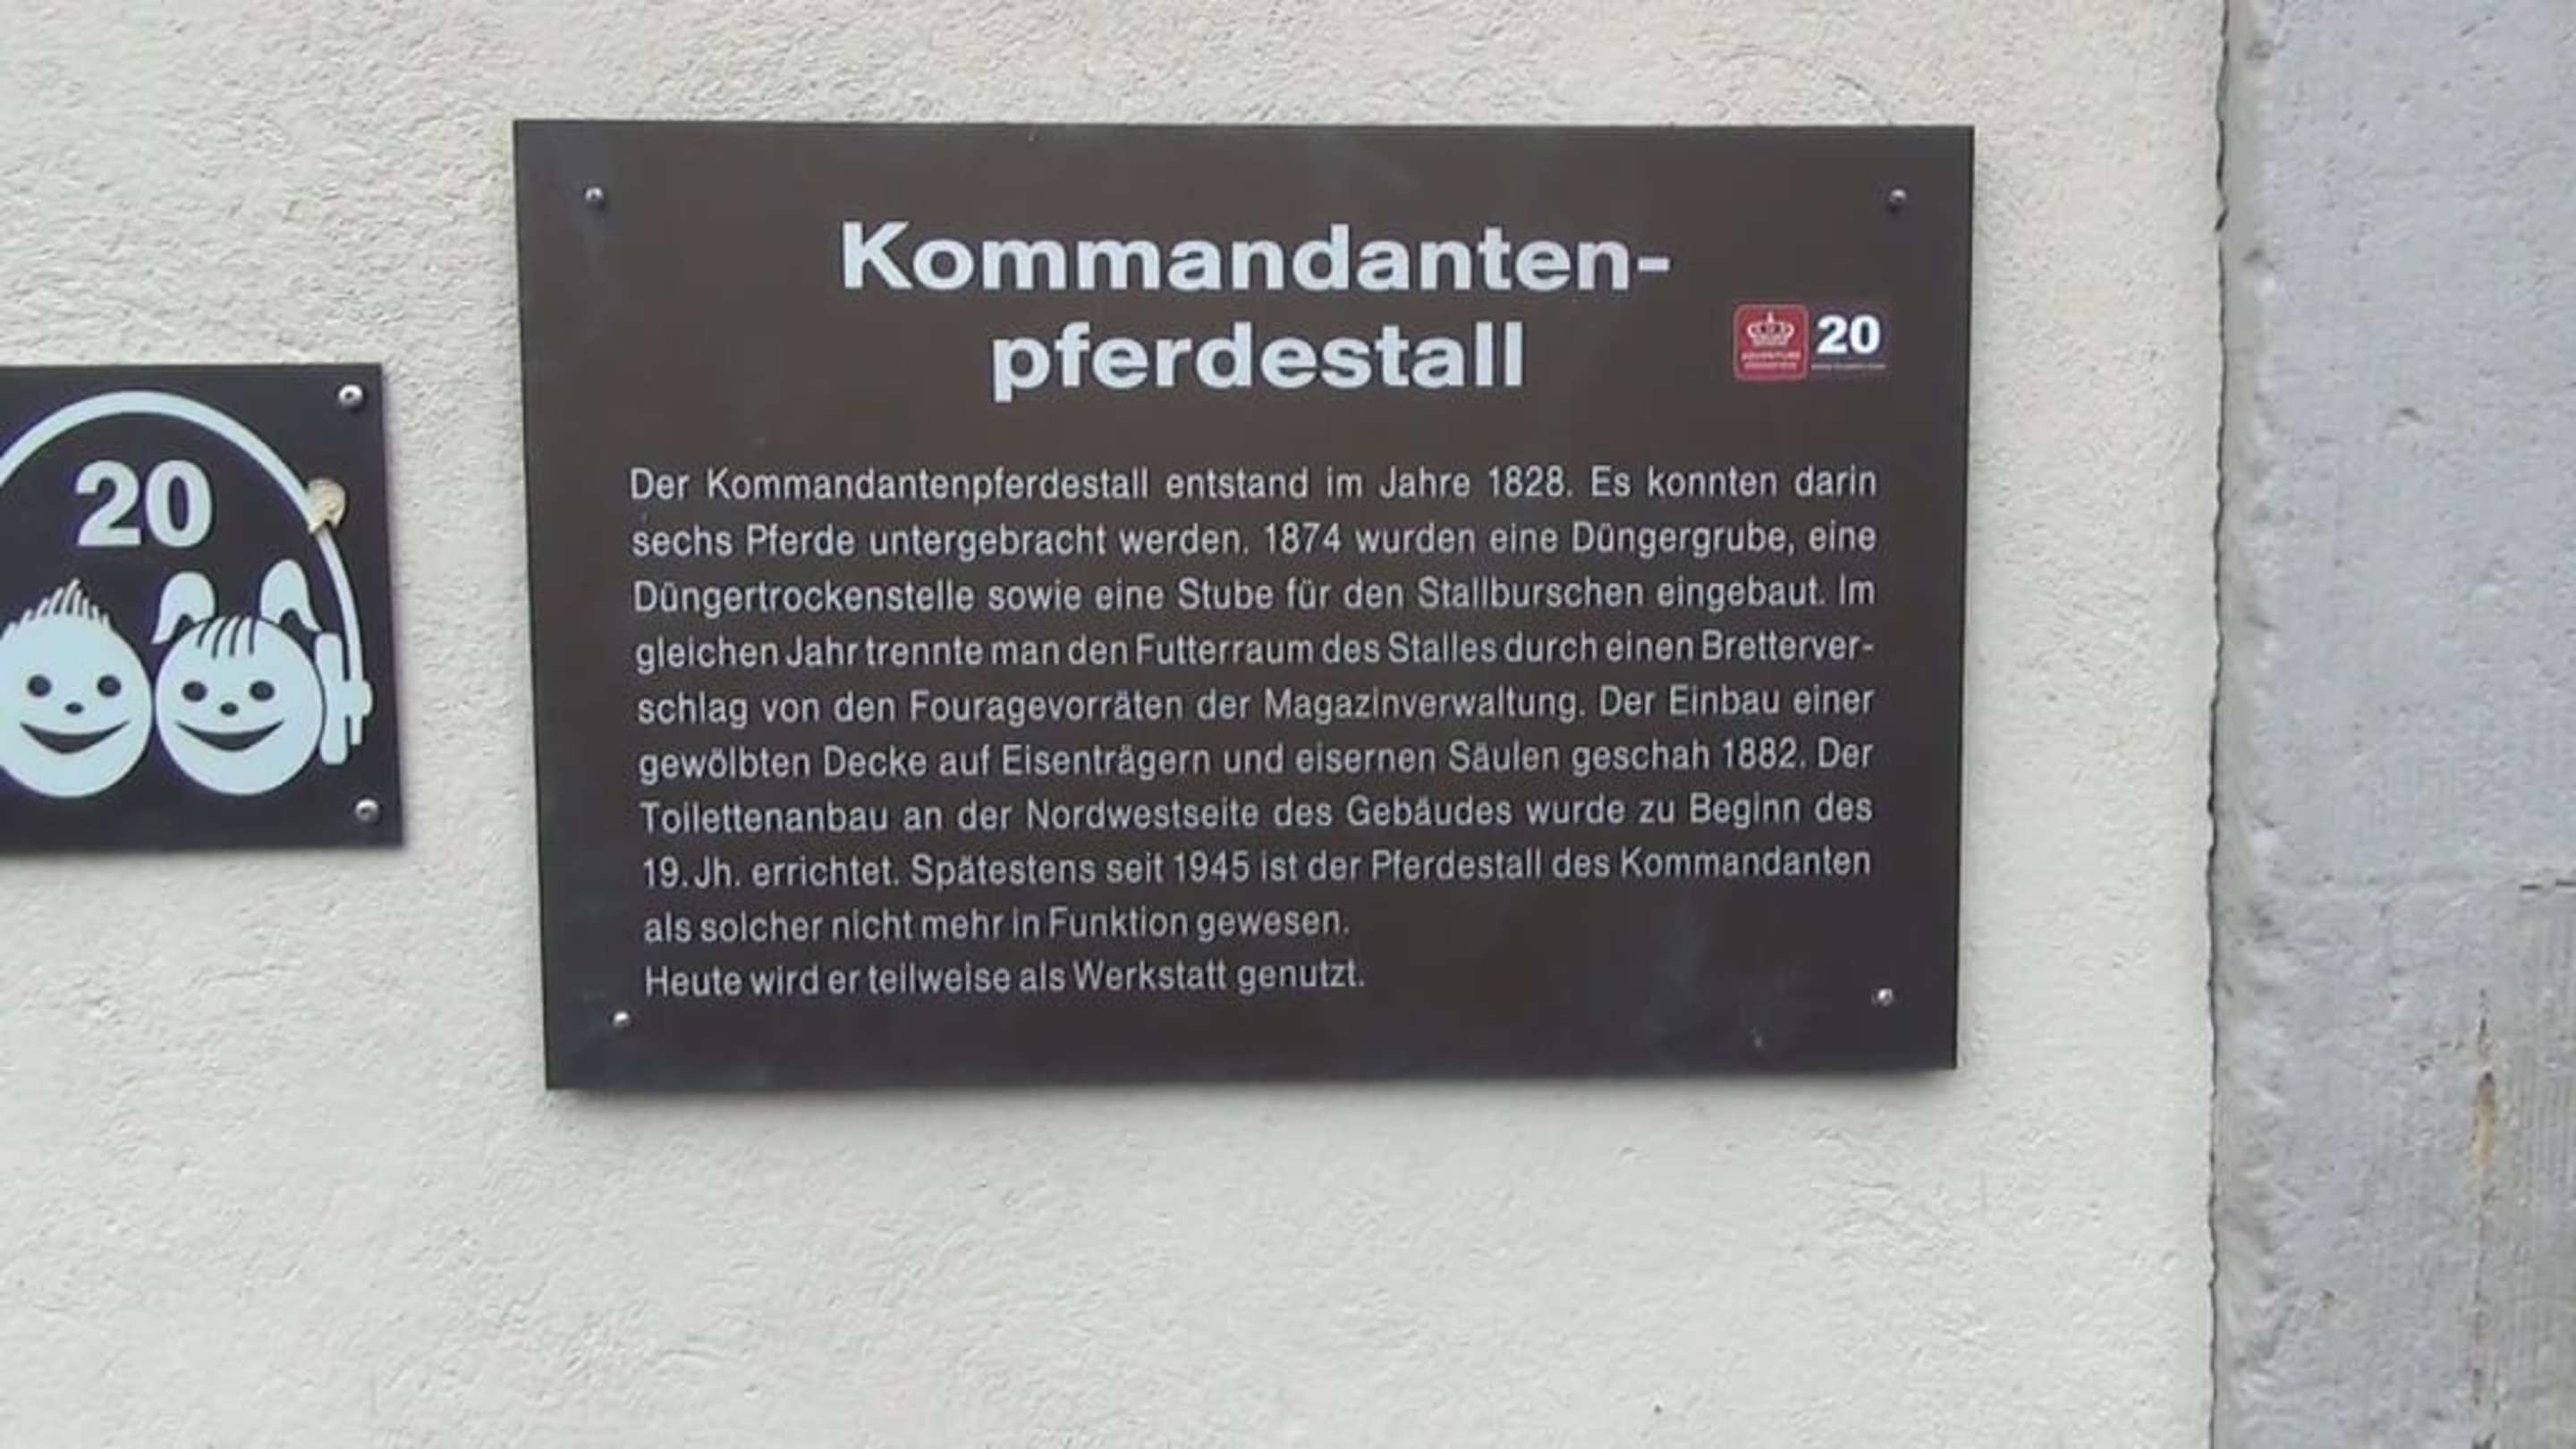 Kommandanten-
pferdestall
20
20
Der Kommandantenpferdestall entstand im Jahre 1828. Es konnten darin
sechs Pferde untergebracht werden. 1874 wurden eine Düngergrube, eine
Düngertrockenstelle sowie eine Stube für den Stallburschen eingebaut. Im
gleichen Jahr trennte man den Futterraum des Stalles durch einen Bretterver-
schlag von den Fouragevorräten der Magazinverwaltung. Der Einbau einer
gewölbten Decke auf Eisenträgern und eisernen Säulen geschah 1882. Der
Toilettenanbau an der Nordwestseite des Gebäudes wurde zu Beginn des
19. Jh. errichtet. Spätestens seit 1945 ist der Pferdestall des Kommandanten
als solcher nicht mehr in Funktion gewesen.
Heute wird er teilweise als Werkstatt genutzt.